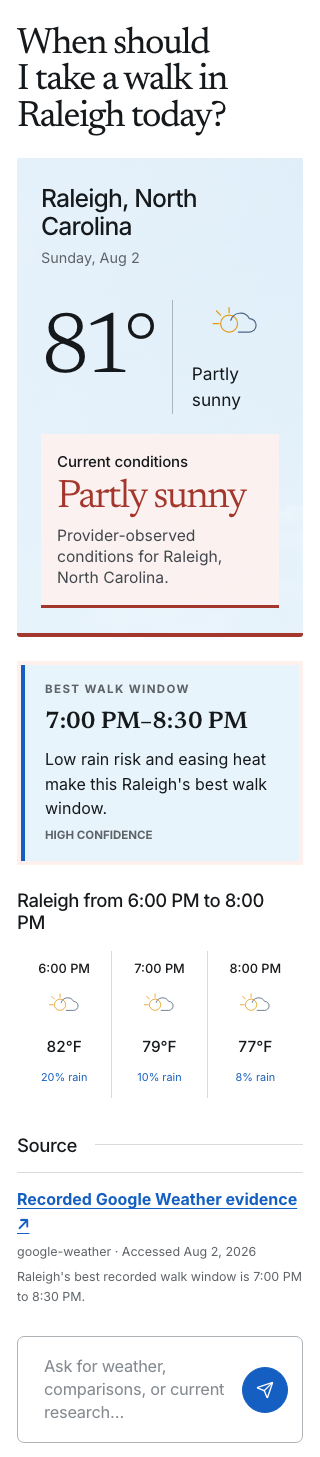 When should
I take a walk in
Raleigh today?
Raleigh, North
Carolina
Sunday, Aug 2
81°
Partly
sunny
Current conditions
Partly sunny
Provider-observed
conditions for Raleigh,
North Carolina.
BEST WALK WINDOW
7:00 PM–8:30 PM
Low rain risk and easing heat
make this Raleigh's best walk
window.
HIGH CONFIDENCE
Raleigh from 6:00 PM to 8:00
PM
6:00 PM 7:00 PM 8:00 PM
82°F 79°F 77°F
20% rain 10% rain 8% rain
Source
Recorded Google Weather evidence
↗
google-weather · Accessed Aug 2, 2026
Raleigh's best recorded walk window is 7:00 PM
to 8:30 PM.
Ask for weather,
comparisons, or current
research...